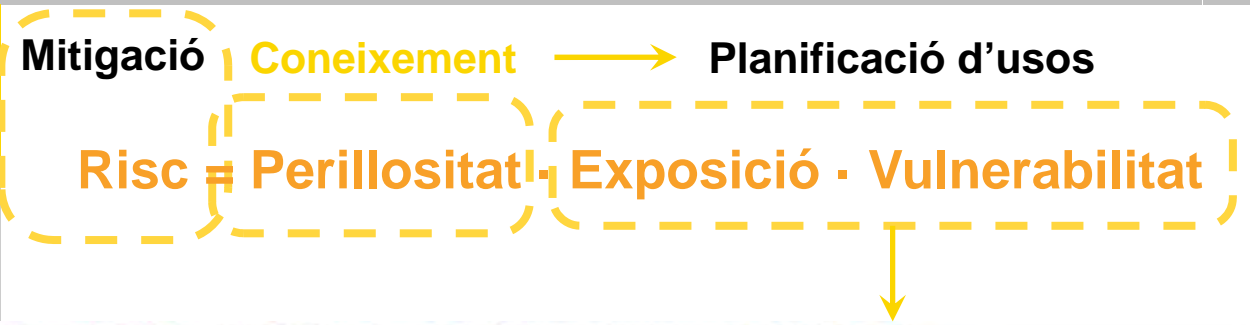 Mitigació Coneixement Planificació d’usos
Risc = Perillositat · Exposició · Vulnerabilitat